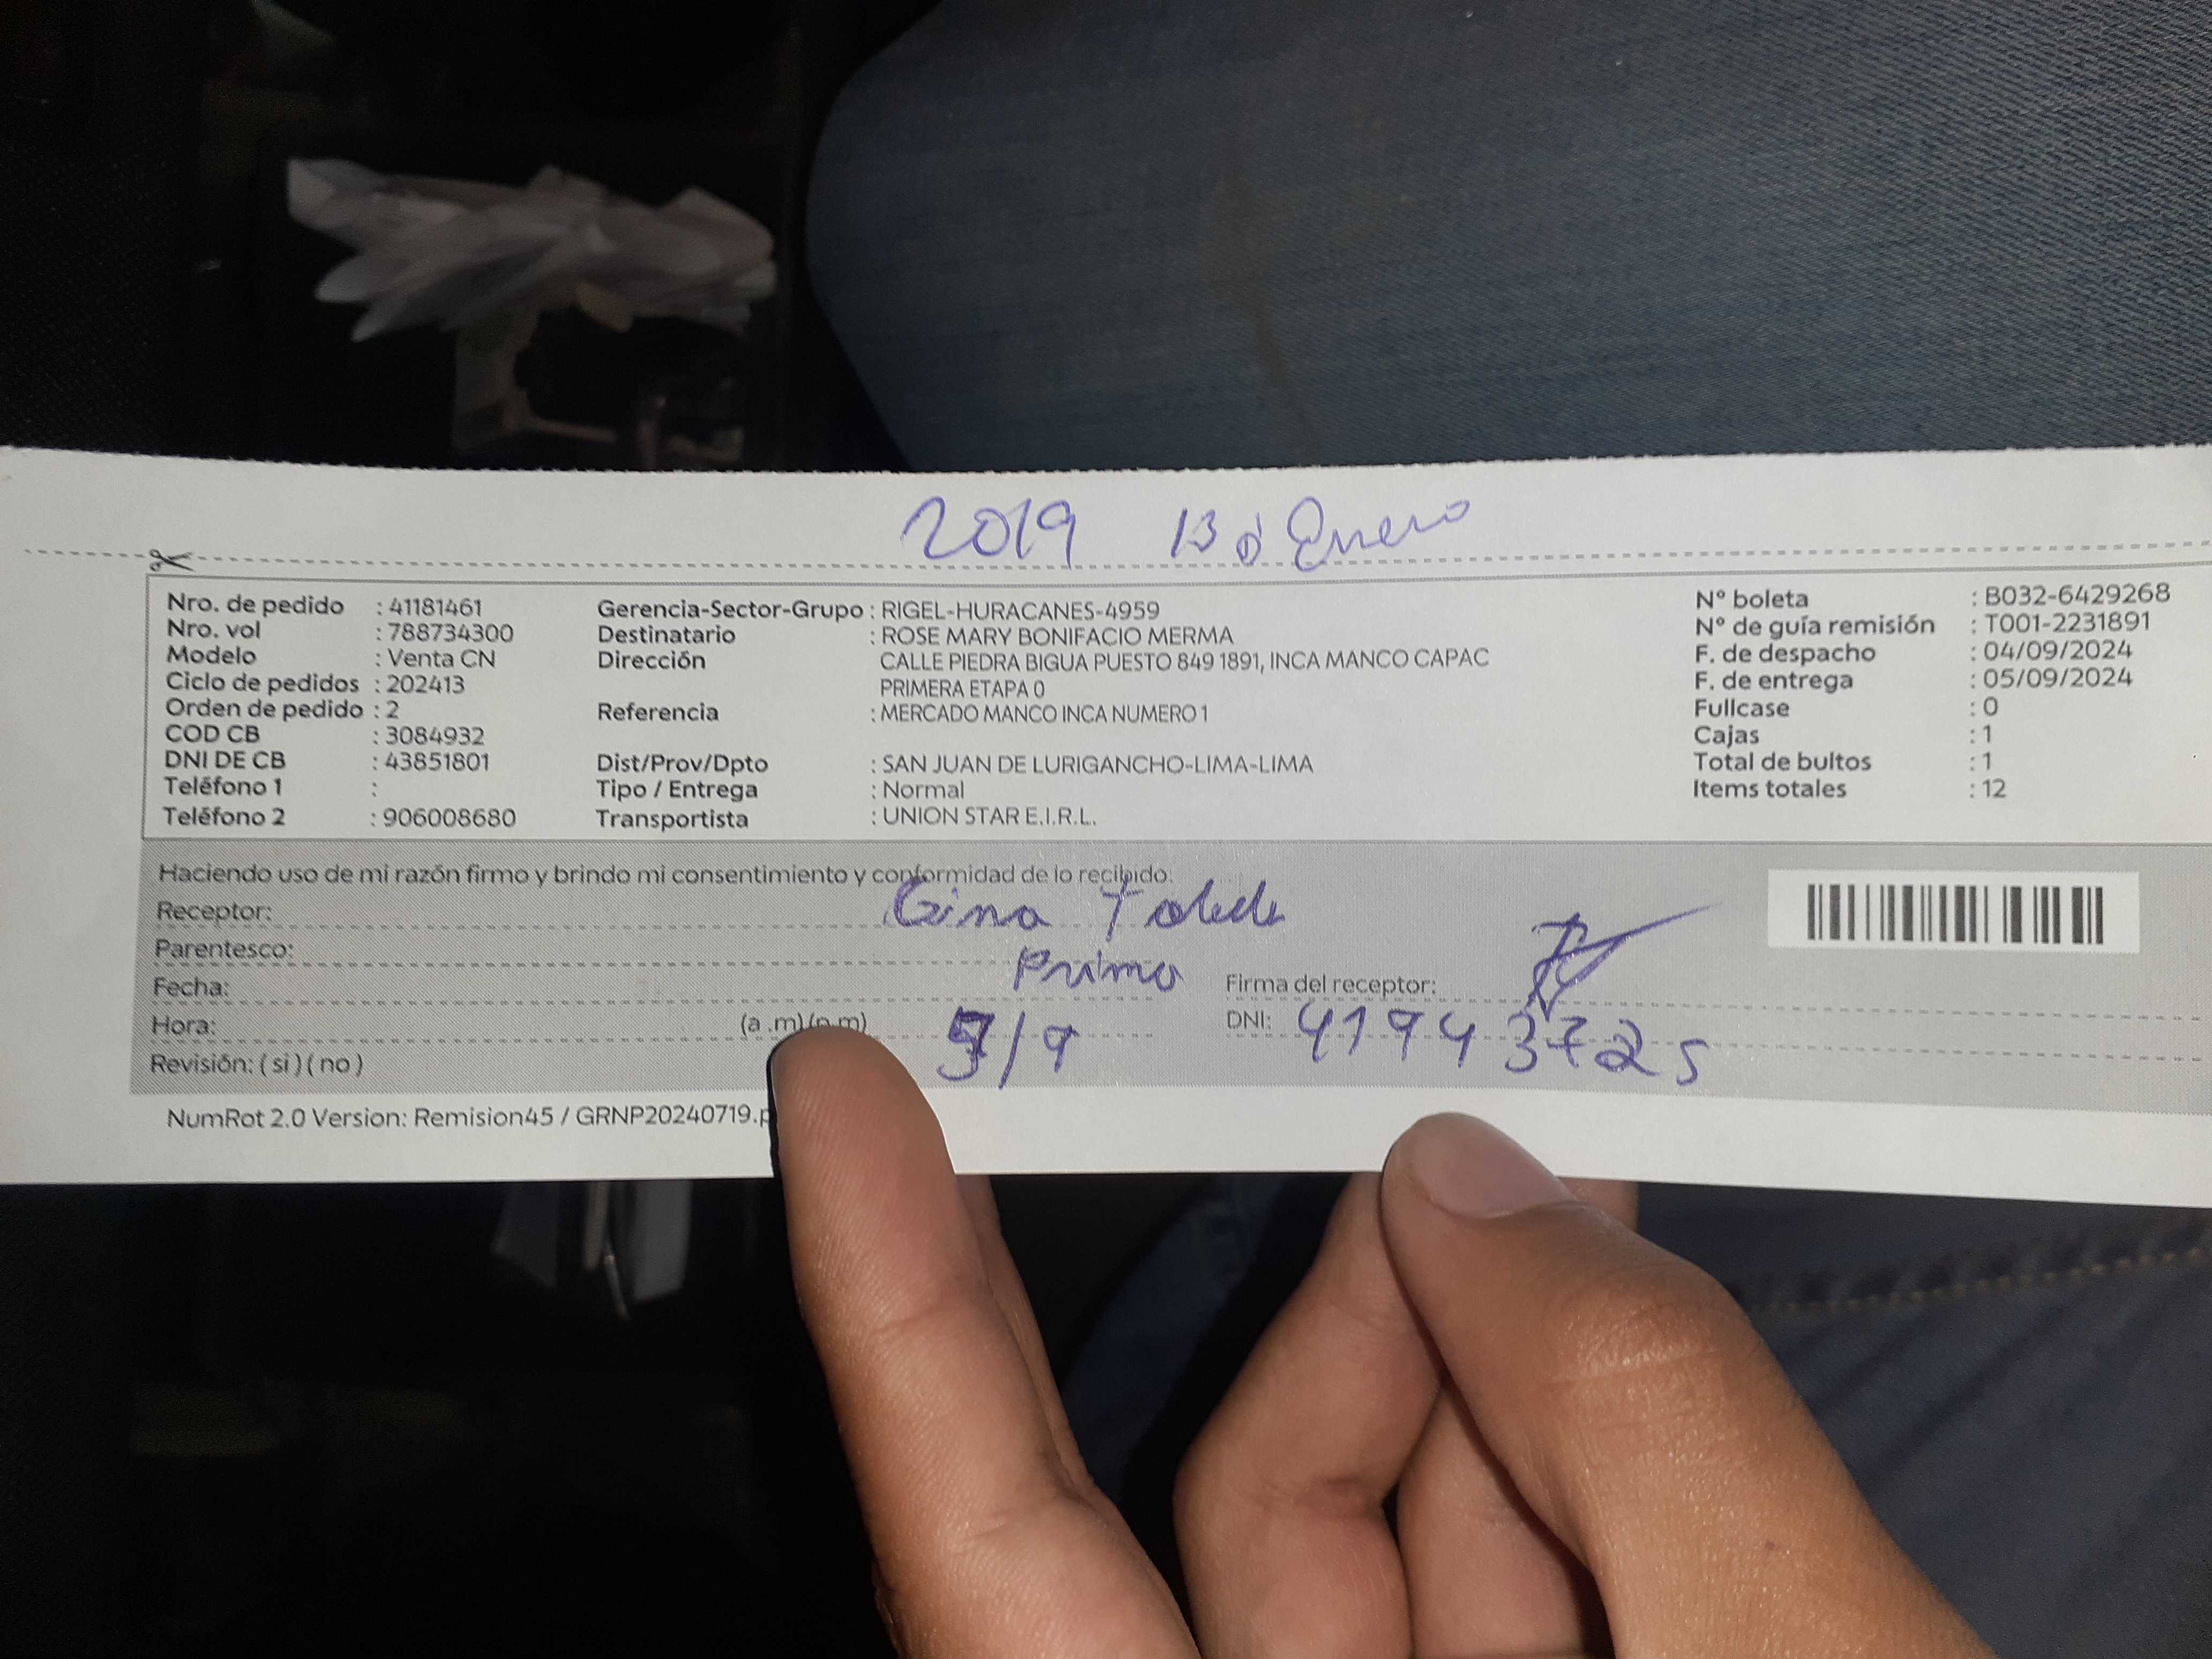 2019 13 d Enero
Nro. de pedido : 41181461
Nro. vol : 788734300
Modelo : Venta CN
Ciclo de pedidos : 202413
Orden de pedido : 2
COD CB : 3084932
DNI DE CB : 43851801
Teléfono 1 :
Teléfono 2 : 906008680
Gerencia-Sector-Grupo : RIGEL-HURACANES-4959
Destinatario : ROSE MARY BONIFACIO MERMA
Dirección CALLE PIEDRA BIGUA PUESTO 849 1891, INCA MANCO CAPAC
PRIMERA ETAPA 0
Referencia : MERCADO MANCO INCA NUMERO 1
Dist/Prov/Dpto : SAN JUAN DE LURIGANCHO-LIMA-LIMA
Tipo / Entrega : Normal
Transportista : UNION STAR E.I.R.L.
N° boleta : B032-6429268
N° de guía remisión : T001-2231891
F. de despacho : 04/09/2024
F. de entrega : 05/09/2024
Fullcase : 0
Cajas : 1
Total de bultos : 1
Items totales : 12
Haciendo uso de mi razón firmo y brindo mi consentimiento y conformidad de lo recibido:
Receptor: Gina
Parentesco: Prima
Fecha:
Firma del receptor:
Hora: (a .m) (p.m) /9
DNI: 4194
Revisión: ( si ) ( no )
NumRot 2.0 Version: Remision45 / GRNP20240719.p